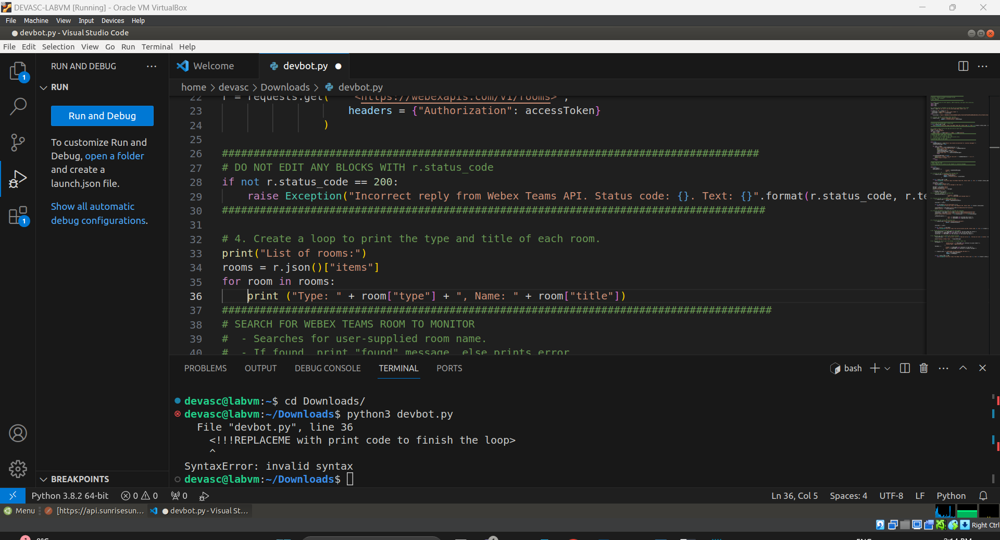 DEVASC-LABVM [Running] - Oracle VM VirtualBox
File Machine View Input Devices Help
● devbot.py - Visual Studio Code
File Edit Selection View Go Run Terminal Help
RUN AND DEBUG ...
RUN
Run and Debug
To customize Run and
Debug, open a folder
and create a
launch.json file.
Show all automatic
debug configurations.
BREAKPOINTS
1
1
Welcome devbot.py ●
home > devasc > Downloads > devbot.py
22 r = requests.get( "<https://webexapis.com/v1/rooms>",
23 headers = {"Authorization": accessToken}
24 )
25
26 #####################################################################################
27 # DO NOT EDIT ANY BLOCKS WITH r.status_code
28 if not r.status_code == 200:
29 raise Exception("Incorrect reply from Webex Teams API. Status code: {}. Text: {}".format(r.status_code, r.te
30 ######################################################################################
31
32 # 4. Create a loop to print the type and title of each room.
33 print("List of rooms:")
34 rooms = r.json()["items"]
35 for room in rooms:
36 print ("Type: " + room["type"] + ", Name: " + room["title"])
37 #######################################################################################
38 # SEARCH FOR WEBEX TEAMS ROOM TO MONITOR
39 #  - Searches for user-supplied room name.
40 #  - If found, print "found" message, else prints error.
PROBLEMS OUTPUT DEBUG CONSOLE TERMINAL PORTS
bash
devasc@labvm:~$ cd Downloads/
devasc@labvm:~/Downloads$ python3 devbot.py
File "devbot.py", line 36
<!!!REPLACEME with print code to finish the loop>
^
SyntaxError: invalid syntax
devasc@labvm:~/Downloads$
Python 3.8.2 64-bit 0 0 0 Ln 36, Col 5 Spaces: 4 UTF-8 LF Python
Menu [https://api.sunrisesun... ● devbot.py - Visual St...
Right Ctrl